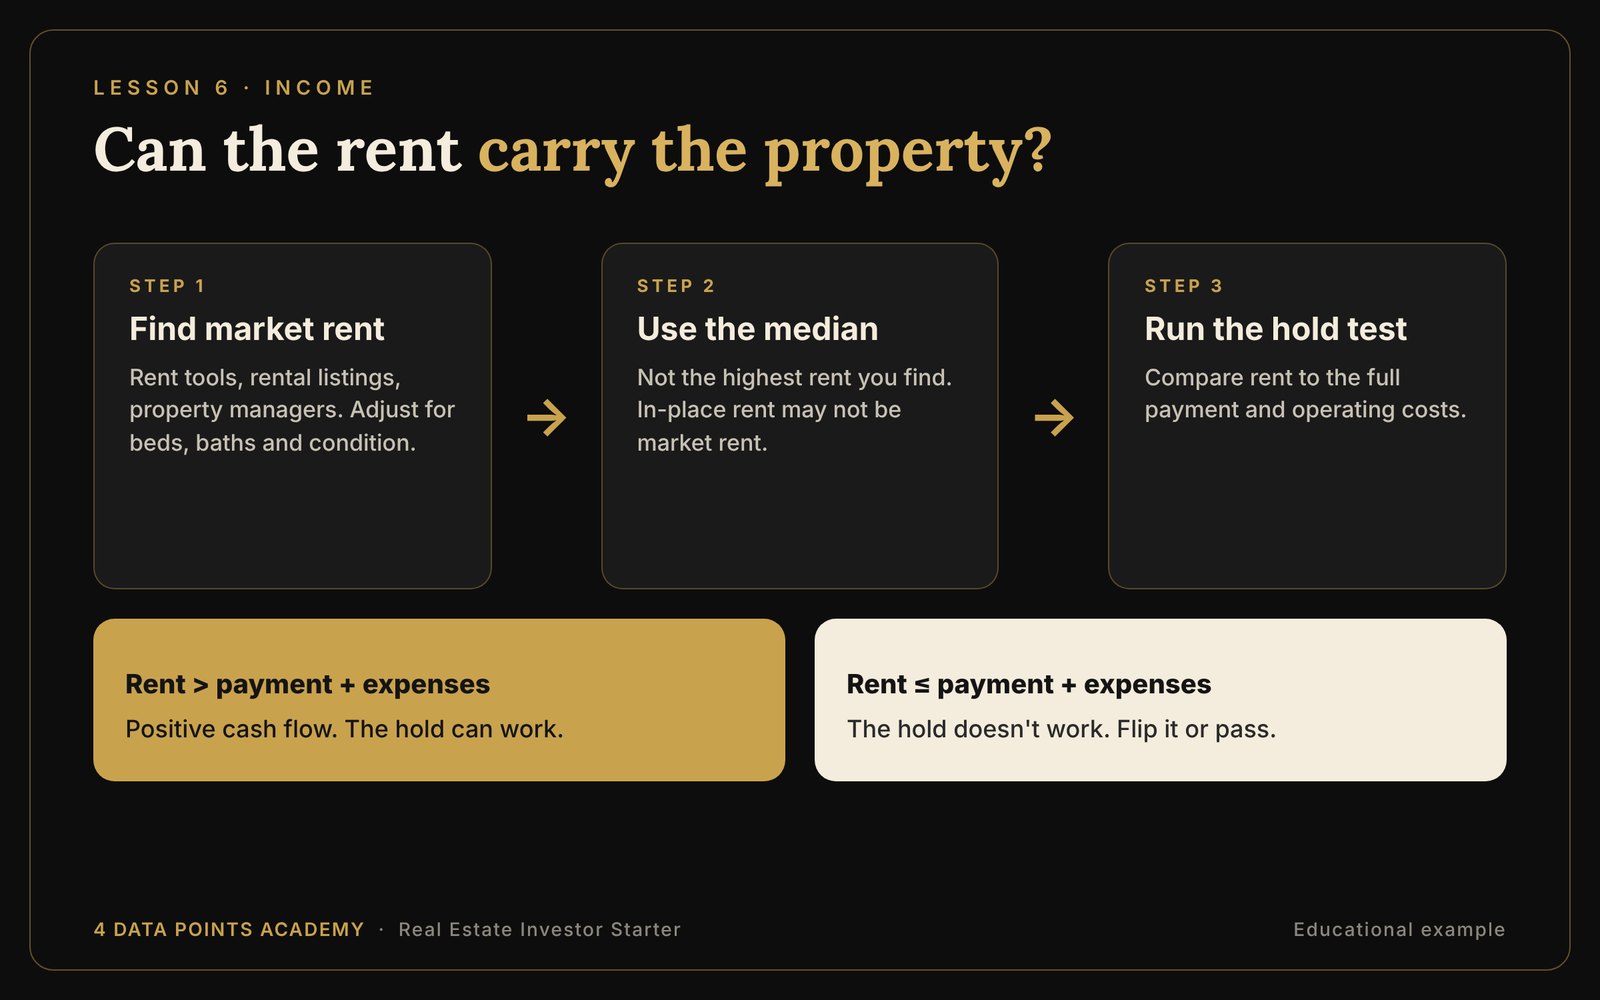 LESSON 6 · INCOME
Can the rent carry the property?
STEP 1
Find market rent
Rent tools, rental listings,
property managers. Adjust for
beds, baths and condition.
→
STEP 2
Use the median
Not the highest rent you find.
In-place rent may not be
market rent.
→
STEP 3
Run the hold test
Compare rent to the full
payment and operating costs.
Rent > payment + expenses
Positive cash flow. The hold can work.
Rent ≤ payment + expenses
The hold doesn't work. Flip it or pass.
4 DATA POINTS ACADEMY · Real Estate Investor Starter
Educational example